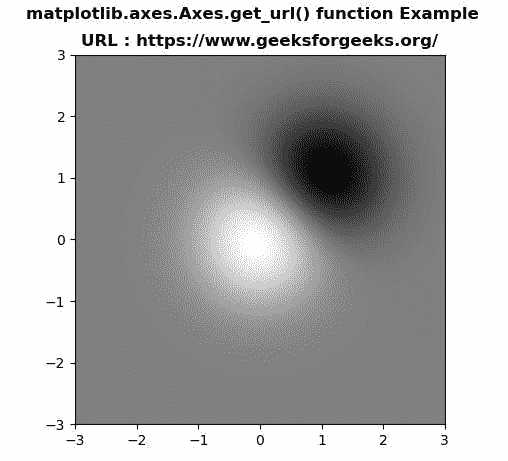 matplotlib.axes.Axes.get_url() function Example
URL : https://www.geeksforgeeks.org/
3
2
1
0
−1
−2
−3
−3 −2 −1 0 1 2 3